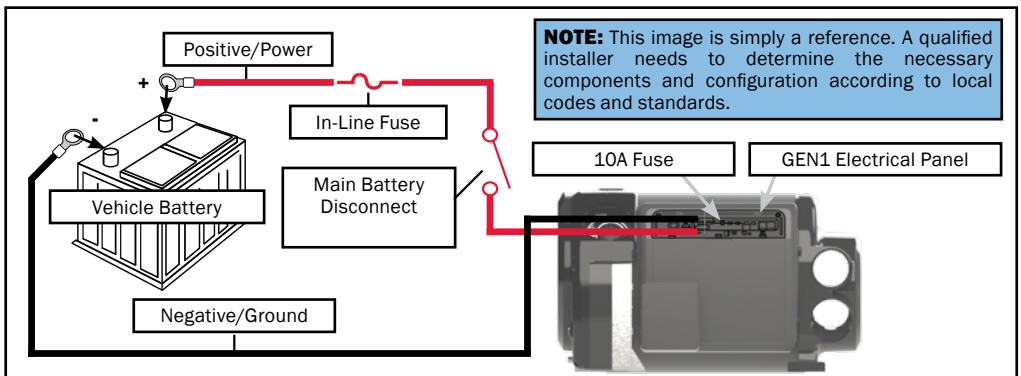 Positive/Power
NOTE: This image is simply a reference. A qualified
installer needs to determine the necessary
components and configuration according to local
codes and standards.
+
-
In-Line Fuse
10A Fuse
GEN1 Electrical Panel
Main Battery
Disconnect
Vehicle Battery
Negative/Ground